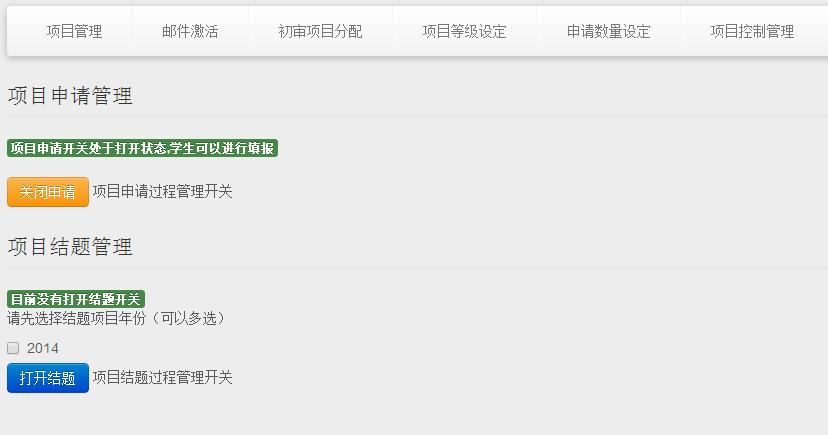 项目管理 邮件激活 初审项目分配 项目等级设定 申请数量设定 项目控制管理
项目申请管理
项目申请开关处于打开状态,学生可以进行填报
关闭申请 项目申请过程管理开关
项目结题管理
目前没有打开结题开关
请先选择结题项目年份（可以多选）
2014
打开结题 项目结题过程管理开关